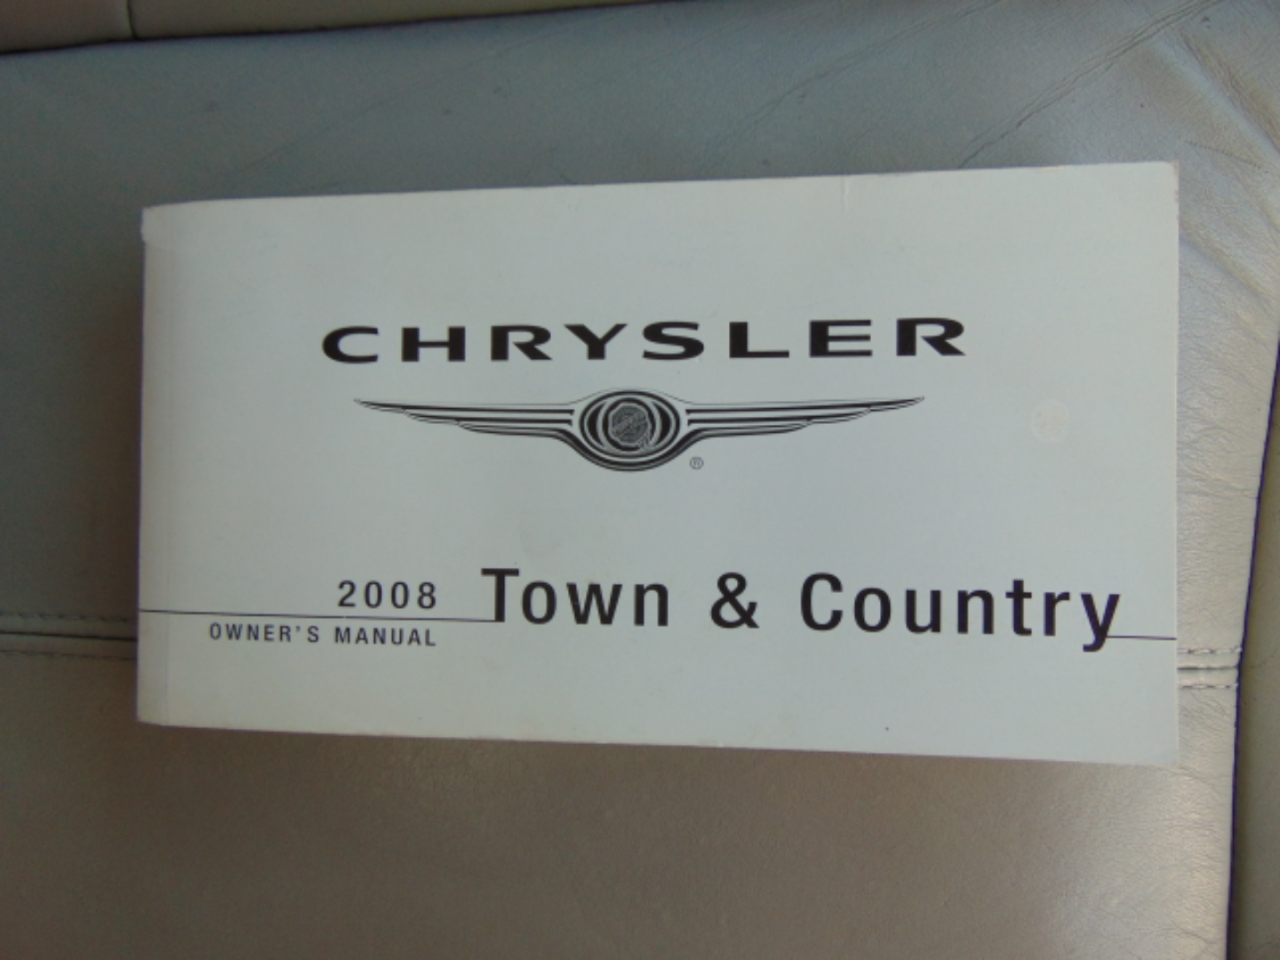 CHRYSLER
®
2008 Town & Country
OWNER'S MANUAL